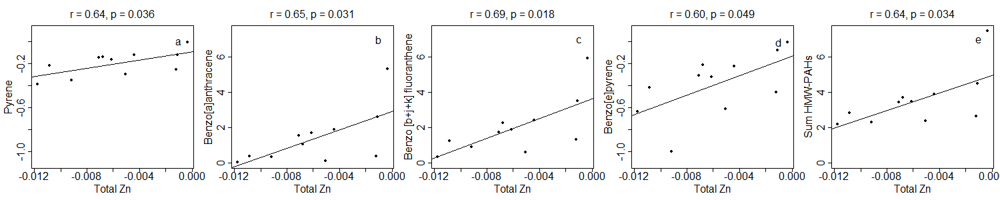 r = 0.64, p = 0.036
a
Pyrene
-0.2
-0.6
-1.0
-0.012
-0.008
-0.004
0.000
Total Zn
r = 0.65, p = 0.031
b
Benzo[a]anthracene
6
4
2
0
-0.012
-0.008
-0.004
0.000
Total Zn
r = 0.69, p = 0.018
c
Benzo [b+j+k] fluoranthene
6
4
2
0
-0.012
-0.008
-0.004
0.000
Total Zn
r = 0.60, p = 0.049
d
Benzo[e]pyrene
-0.2
-0.6
-1.0
-0.012
-0.008
-0.004
0.000
Total Zn
r = 0.64, p = 0.034
e
Sum HMW-PAHs
6
4
2
0
-0.012
-0.008
-0.004
0.000
Total Zn